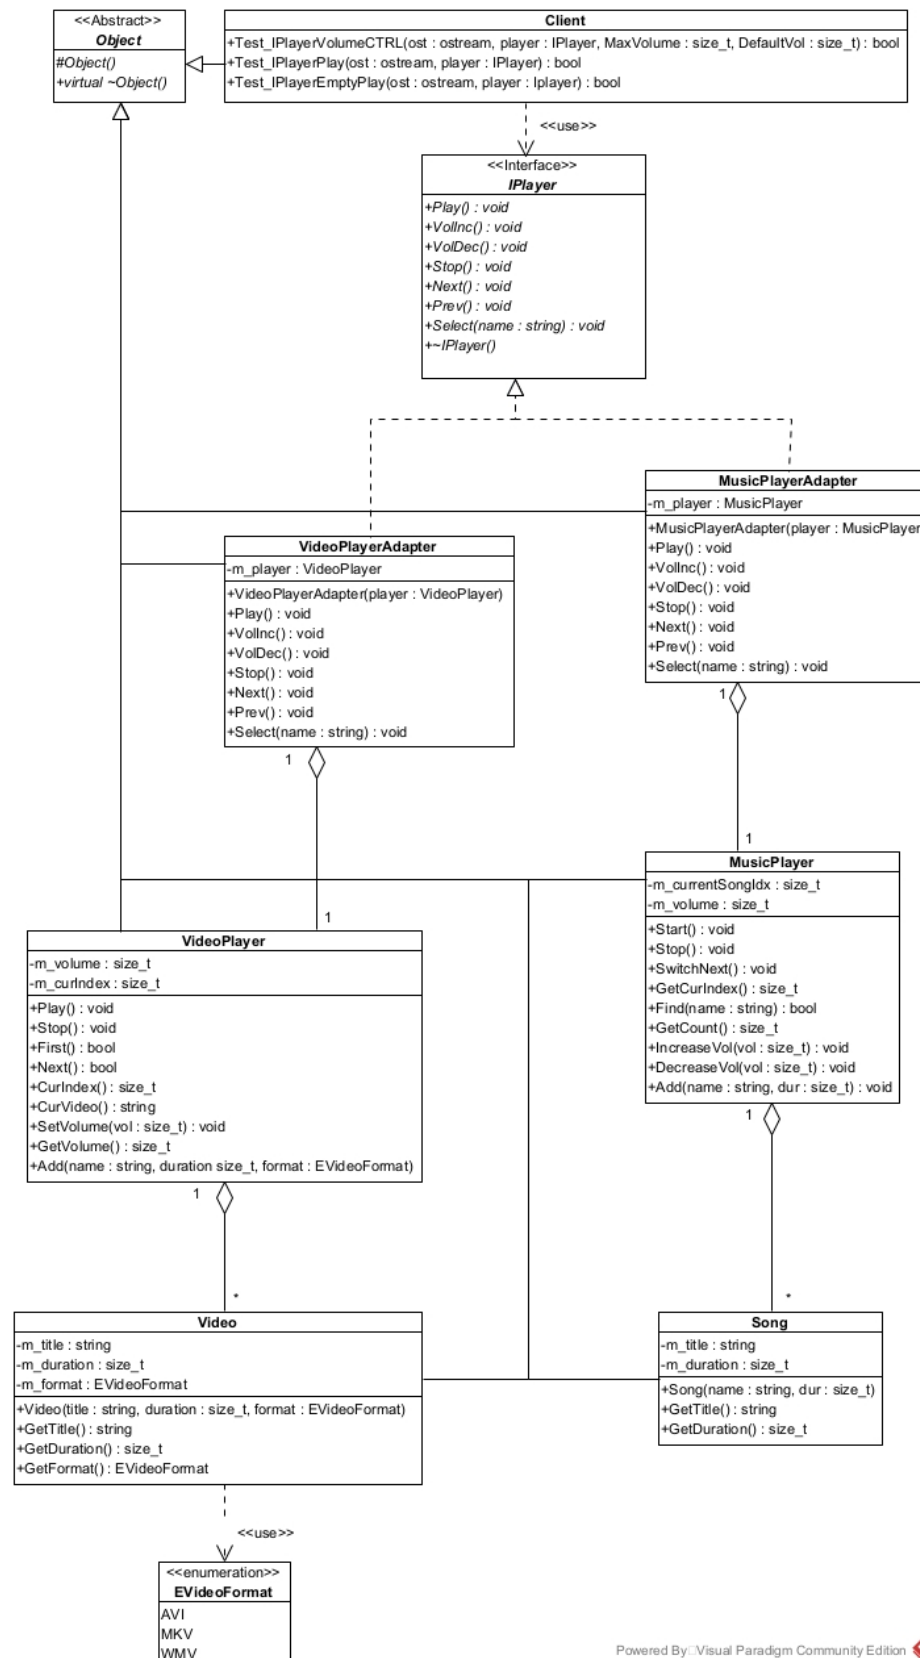 <<Abstract>>
Object
#Object()
+virtual ~Object()
Client
+Test_IPlayerVolumeCTRL(ost : ostream, player : IPlayer, MaxVolume : size_t, DefaultVol : size_t) : bool
+Test_IPlayerPlay(ost : ostream, player : IPlayer) : bool
+Test_IPlayerEmptyPlay(ost : ostream, player : Iplayer) : bool
<<use>>
<<Interface>>
IPlayer
+Play() : void
+VolInc() : void
+VolDec() : void
+Stop() : void
+Next() : void
+Prev() : void
+Select(name : string) : void
+~IPlayer()
MusicPlayerAdapter
-m_player : MusicPlayer
+MusicPlayerAdapter(player : MusicPlayer
+Play() : void
+VolInc() : void
+VolDec() : void
+Stop() : void
+Next() : void
+Prev() : void
+Select(name : string) : void
1
1
VideoPlayerAdapter
-m_player : VideoPlayer
+VideoPlayerAdapter(player : VideoPlayer)
+Play() : void
+VolInc() : void
+VolDec() : void
+Stop() : void
+Next() : void
+Prev() : void
+Select(name : string) : void
1
1
MusicPlayer
-m_currentSongIdx : size_t
-m_volume : size_t
+Start() : void
+Stop() : void
+SwitchNext() : void
+GetCurIndex() : size_t
+Find(name : string) : bool
+GetCount() : size_t
+IncreaseVol(vol : size_t) : void
+DecreaseVol(vol : size_t) : void
+Add(name : string, dur : size_t) : void
1
*
VideoPlayer
-m_volume : size_t
-m_curIndex : size_t
+Play() : void
+Stop() : void
+First() : bool
+Next() : bool
+CurIndex() : size_t
+CurVideo() : string
+SetVolume(vol : size_t) : void
+GetVolume() : size_t
+Add(name : string, duration size_t, format : EVideoFormat)
1
*
Video
-m_title : string
-m_duration : size_t
-m_format : EVideoFormat
+Video(title : string, duration : size_t, format : EVideoFormat)
+GetTitle() : string
+GetDuration() : size_t
+GetFormat() : EVideoFormat
Song
-m_title : string
-m_duration : size_t
+Song(name : string, dur : size_t)
+GetTitle() : string
+GetDuration() : size_t
<<use>>
<<enumeration>>
EVideoFormat
AVI
MKV
WMV
Powered By Visual Paradigm Community Edition